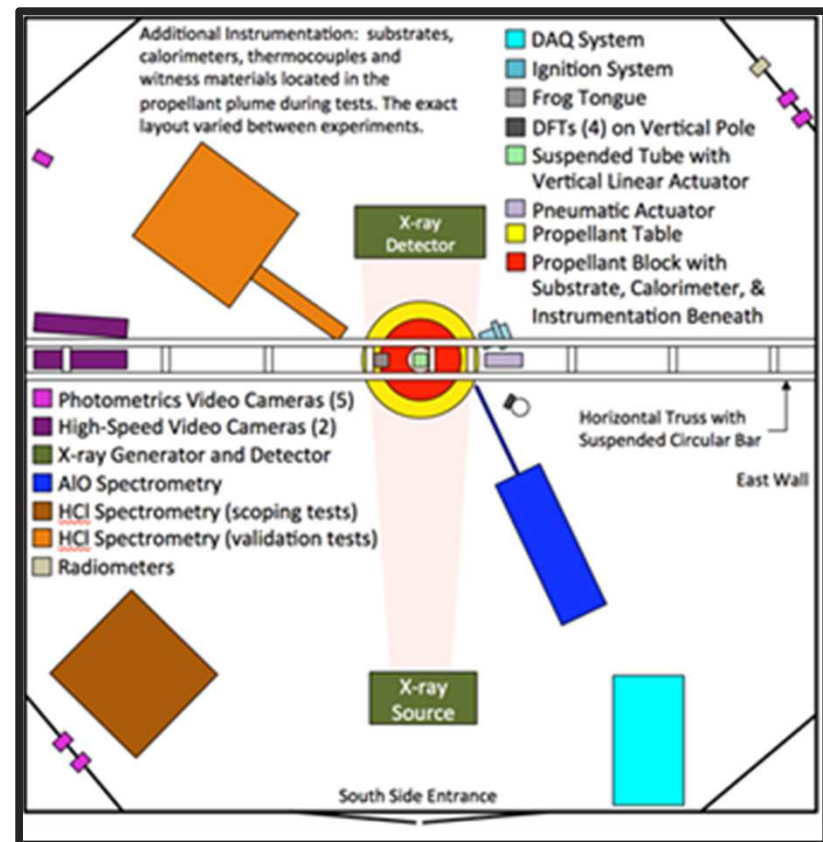 Additional Instrumentation: substrates,
calorimeters, thermocouples and
witness materials located in the
propellant plume during tests. The exact
layout varied between experiments.
DAQ System
Ignition System
Frog Tongue
DFTs (4) on Vertical Pole
Suspended Tube with
Vertical Linear Actuator
Pneumatic Actuator
Propellant Table
Propellant Block with
Substrate, Calorimeter, &
Instrumentation Beneath
X-ray
Detector
Photometrics Video Cameras (5)
High-Speed Video Cameras (2)
X-ray Generator and Detector
AlO Spectrometry
HCl Spectrometry (scoping tests)
HCl Spectrometry (validation tests)
Radiometers
Horizontal Truss with
Suspended Circular Bar
East Wall
X-ray
Source
South Side Entrance